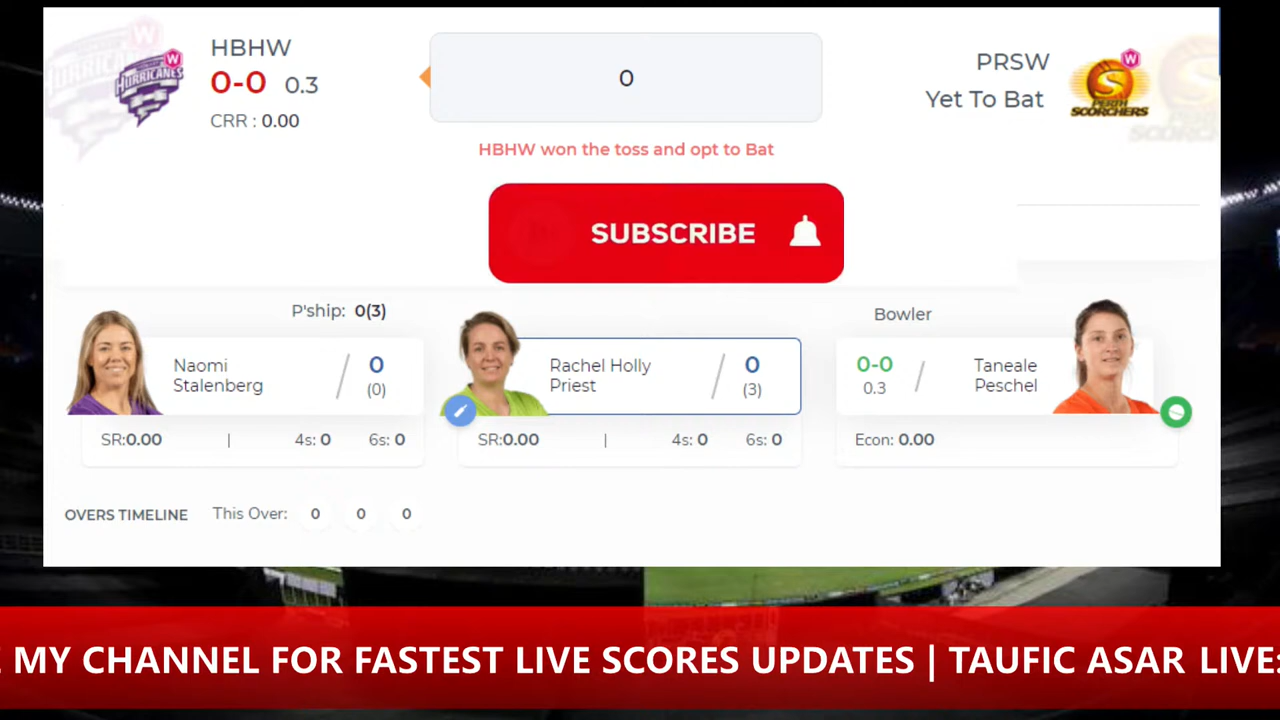 HBHW
0-0 0.3
CRR : 0.00
0
HBHW won the toss and opt to Bat
PRSW
Yet To Bat
W
HURRICANES
W
PERTH
SCORCHERS
SUBSCRIBE
P'ship: 0(3)
Naomi
Stalenberg
0
(0)
SR:0.00 | 4s: 0 6s: 0
Rachel Holly
Priest
0
(3)
SR:0.00 | 4s: 0 6s: 0
Bowler
0-0
0.3
Taneale
Peschel
Econ: 0.00
OVERS TIMELINE This Over: 0 0 0
MY CHANNEL FOR FASTEST LIVE SCORES UPDATES | TAUFIC ASAR LIVE: